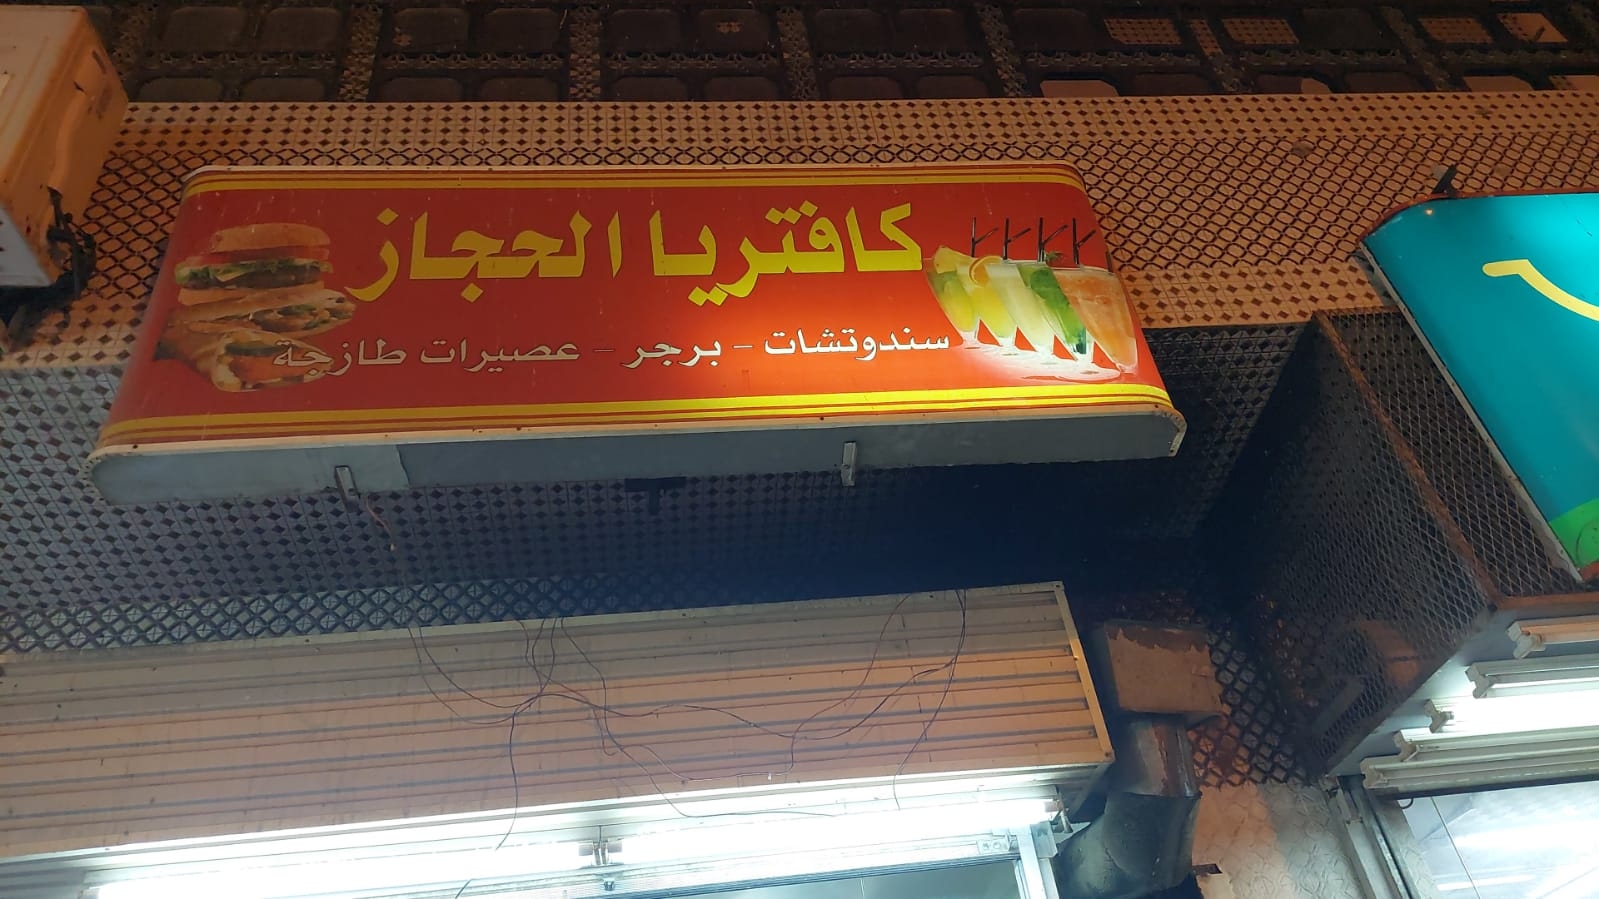 كافتريا الحجاز
سندوتشات - برجر - عصيرات طازجة